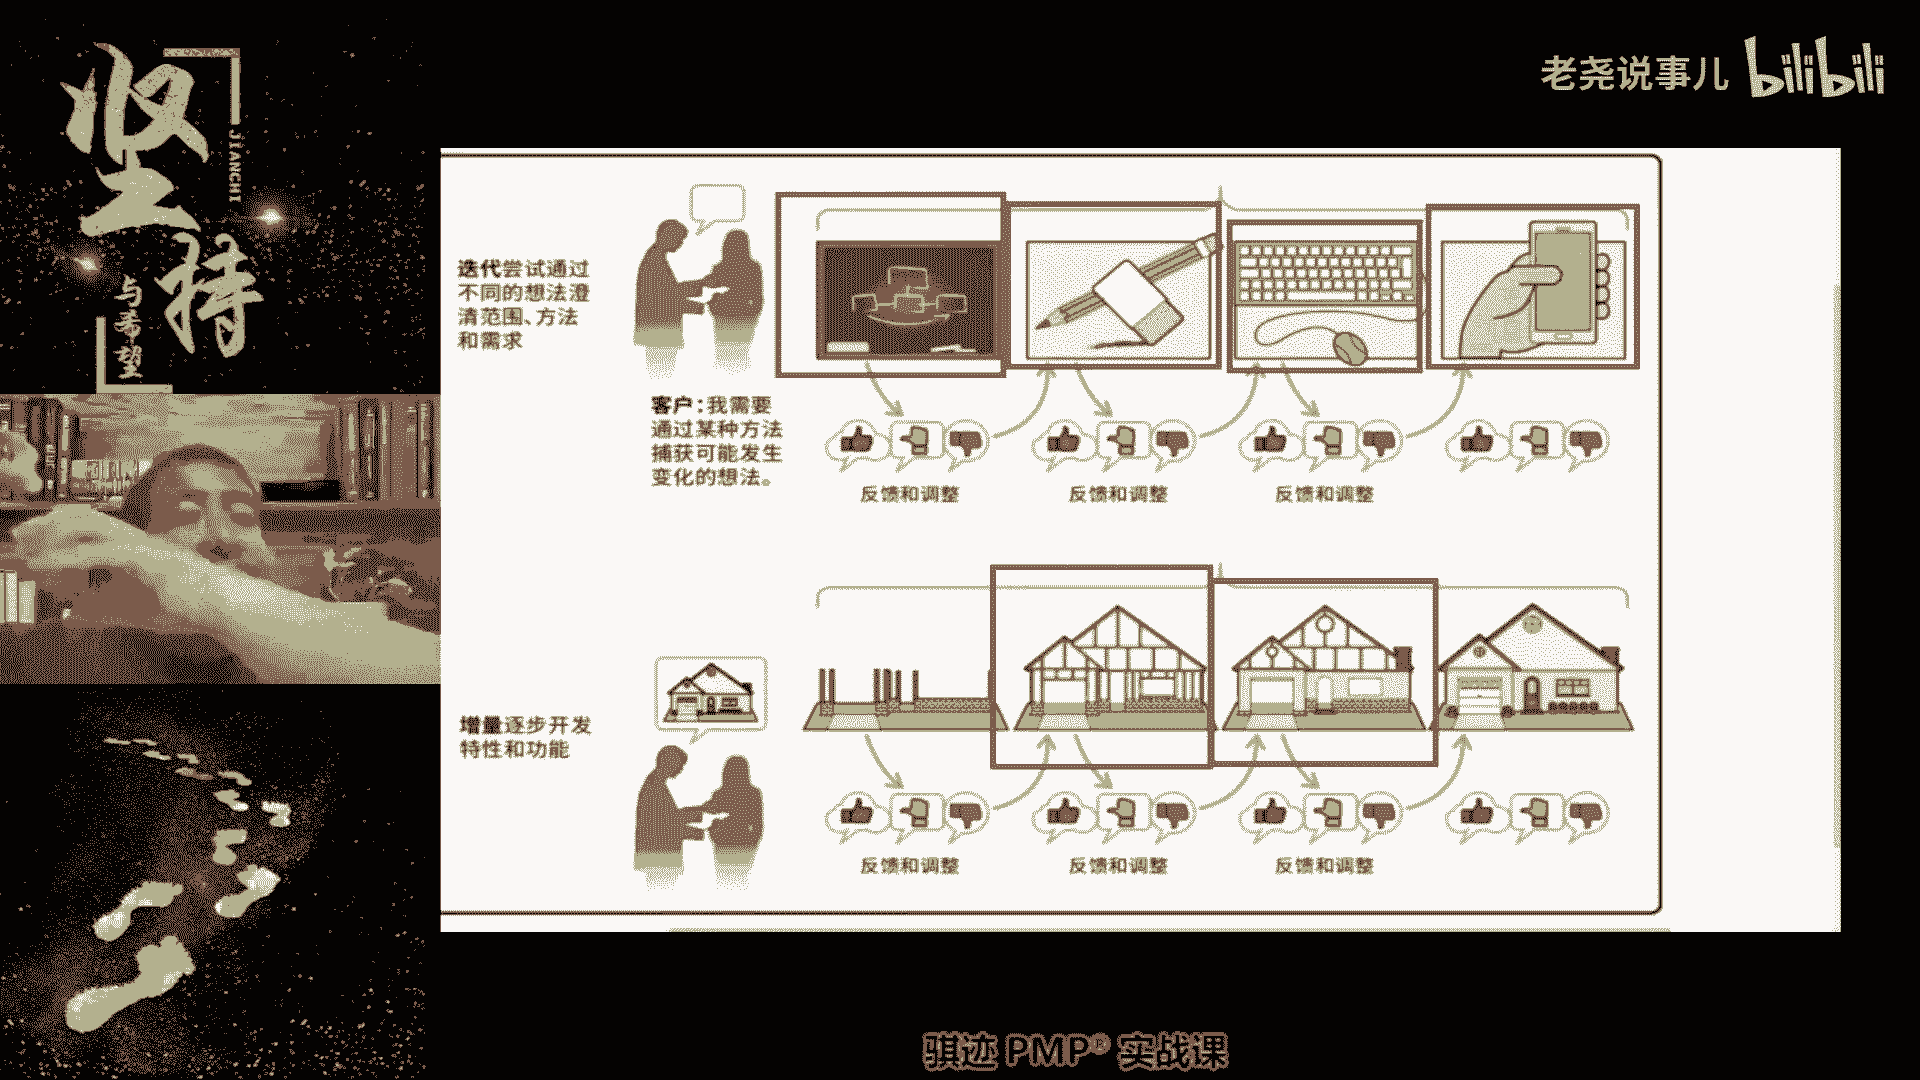 坚持
JIANCHI
与希望
老尧说事儿 bilibili
迭代尝试通过
不同的想法澄
清范围、方法
和需求
客户:我需要
通过某种方法
捕获可能发生
变化的想法。
反馈和调整
反馈和调整
反馈和调整
增量逐步开发
特性和功能
反馈和调整
反馈和调整
反馈和调整
骐迹 PMP® 实战课